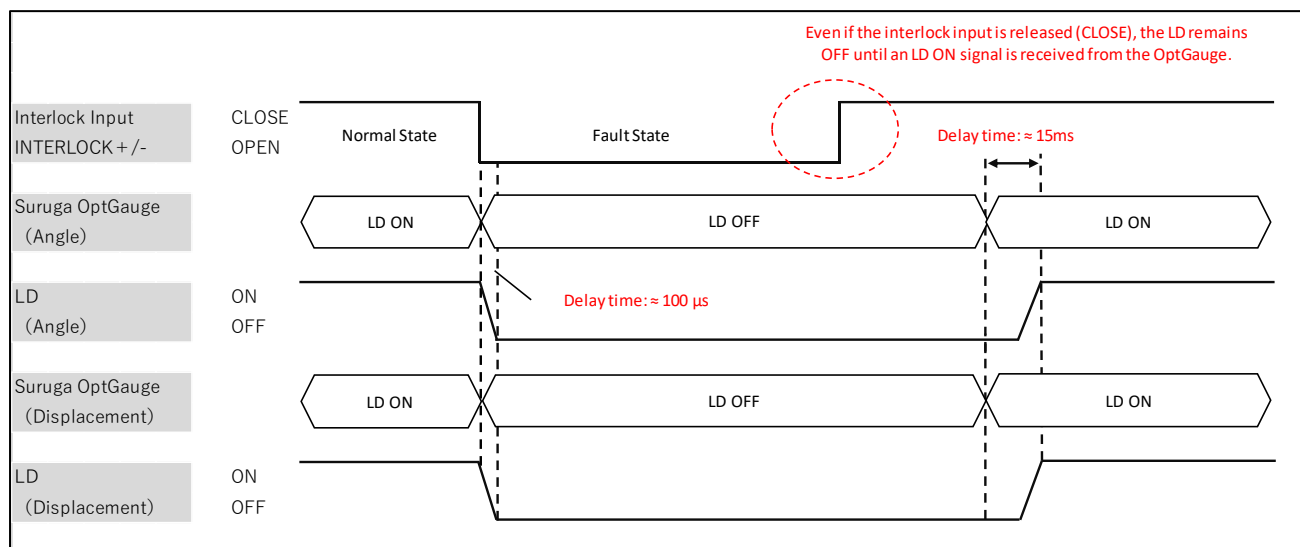 Even if the interlock input is released (CLOSE), the LD remains
OFF until an LD ON signal is received from the OptGauge.
Interlock Input CLOSE
INTERLOCK＋/- OPEN
Normal State
Fault State
Delay time: ≈ 15ms
Suruga OptGauge
（Angle）
LD ON
LD OFF
LD ON
LD ON
（Angle） OFF
Delay time: ≈ 100 µs
Suruga OptGauge
（Displacement）
LD ON
LD OFF
LD ON
LD ON
（Displacement） OFF